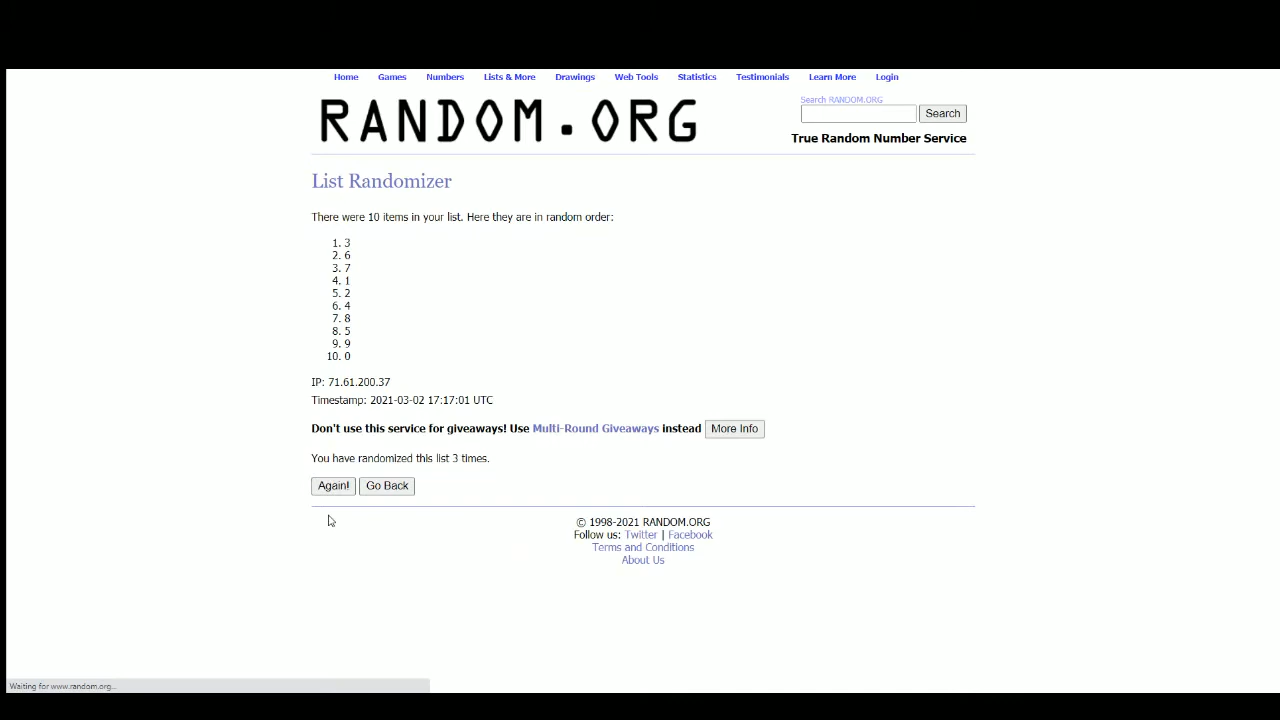 Home Games Numbers Lists & More Drawings Web Tools Statistics Testimonials Learn More Login
RANDOM.ORG
Search RANDOM.ORG
Search
True Random Number Service
List Randomizer
There were 10 items in your list. Here they are in random order:
1. 3
2. 6
3. 7
4. 1
5. 2
6. 4
7. 8
8. 5
9. 9
10. 0
IP: 71.61.200.37
Timestamp: 2021-03-02 17:17:01 UTC
Don't use this service for giveaways! Use Multi-Round Giveaways instead More Info
You have randomized this list 3 times.
Again! Go Back
© 1998-2021 RANDOM.ORG
Follow us: Twitter | Facebook
Terms and Conditions
About Us
Waiting for www.random.org...